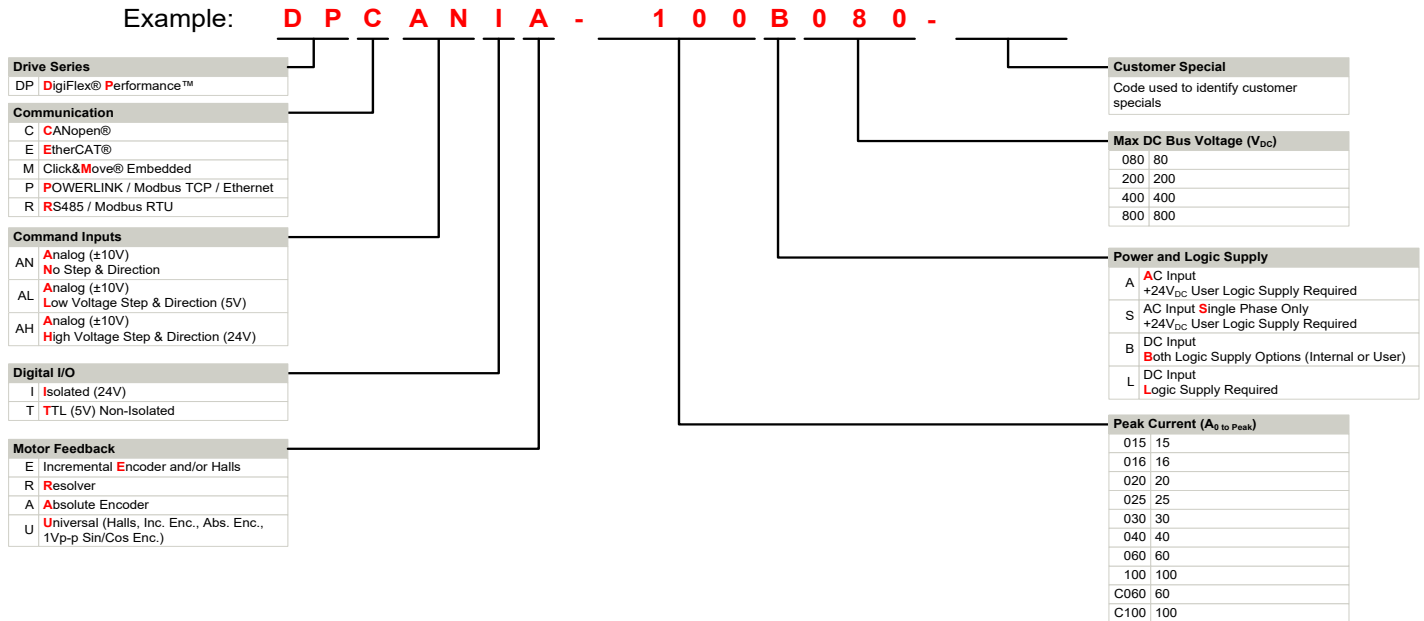 Example: D P C A N I A - 1 0 0 B 0 8 0 -
Drive Series
DP DigiFlex® Performance™
Communication
C CANopen®
E EtherCAT®
M Click&Move® Embedded
P POWERLINK / Modbus TCP / Ethernet
R RS485 / Modbus RTU
Command Inputs
AN Analog (±10V)
No Step & Direction
AL Analog (±10V)
Low Voltage Step & Direction (5V)
AH Analog (±10V)
High Voltage Step & Direction (24V)
Digital I/O
I Isolated (24V)
T TTL (5V) Non-Isolated
Motor Feedback
E Incremental Encoder and/or Halls
R Resolver
A Absolute Encoder
U Universal (Halls, Inc. Enc., Abs. Enc.,
1Vp-p Sin/Cos Enc.)
Customer Special
Code used to identify customer
specials
Max DC Bus Voltage (VDC)
080 80
200 200
400 400
800 800
Power and Logic Supply
A AC Input
+24VDC User Logic Supply Required
S AC Input Single Phase Only
+24VDC User Logic Supply Required
B DC Input
Both Logic Supply Options (Internal or User)
L DC Input
Logic Supply Required
Peak Current (A0 to Peak)
015 15
016 16
020 20
025 25
030 30
040 40
060 60
100 100
C060 60
C100 100